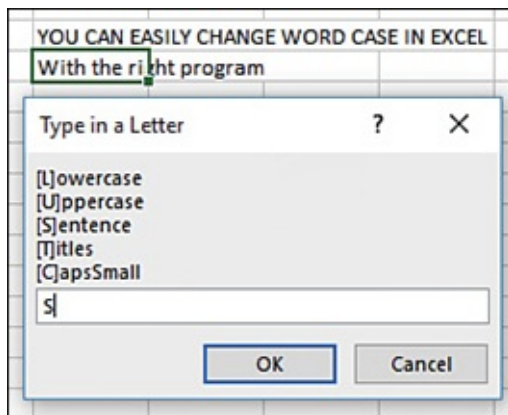 YOU CAN EASILY CHANGE WORD CASE IN EXCEL
With the right program
Type in a Letter ? X
[L]owercase
[U]ppercase
[S]entence
[T]itles
[C]apsSmall
S
OK Cancel